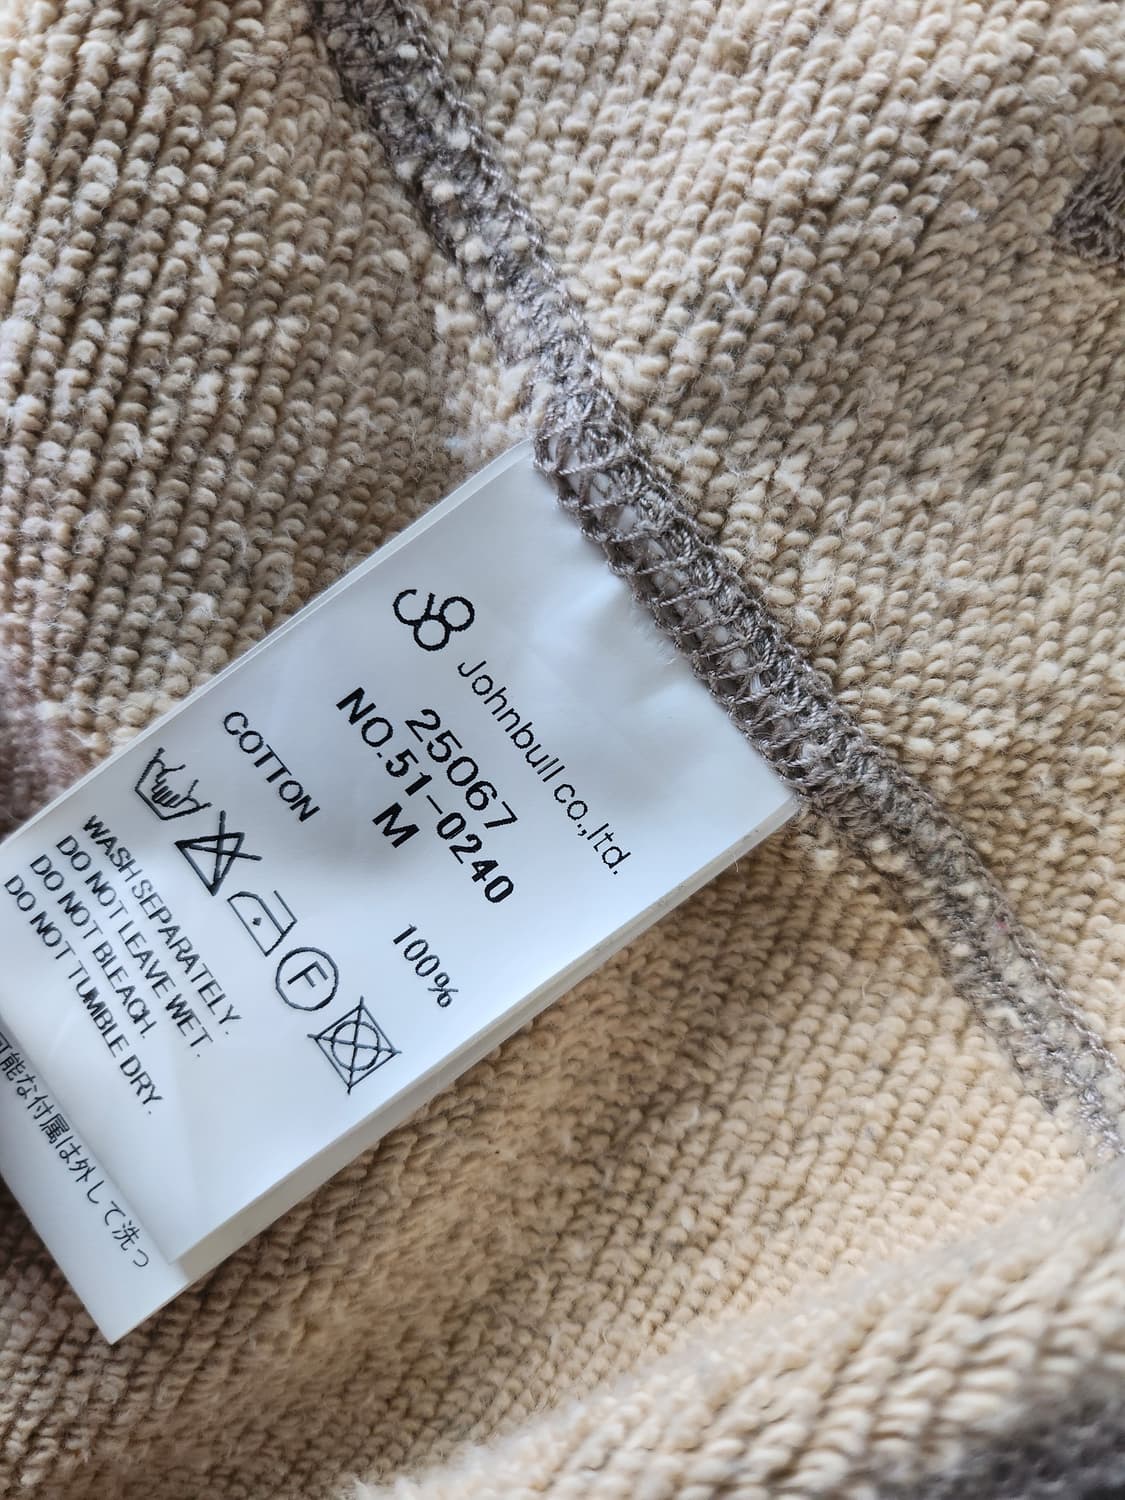 Johnbull co.,ltd.
25067
NO.51-0240
M
COTTON 100%
F
WASH SEPARATELY.
DO NOT LEAVE WET.
DO NOT BLEACH.
DO NOT TUMBLE DRY.
可能な付属は外して洗っ